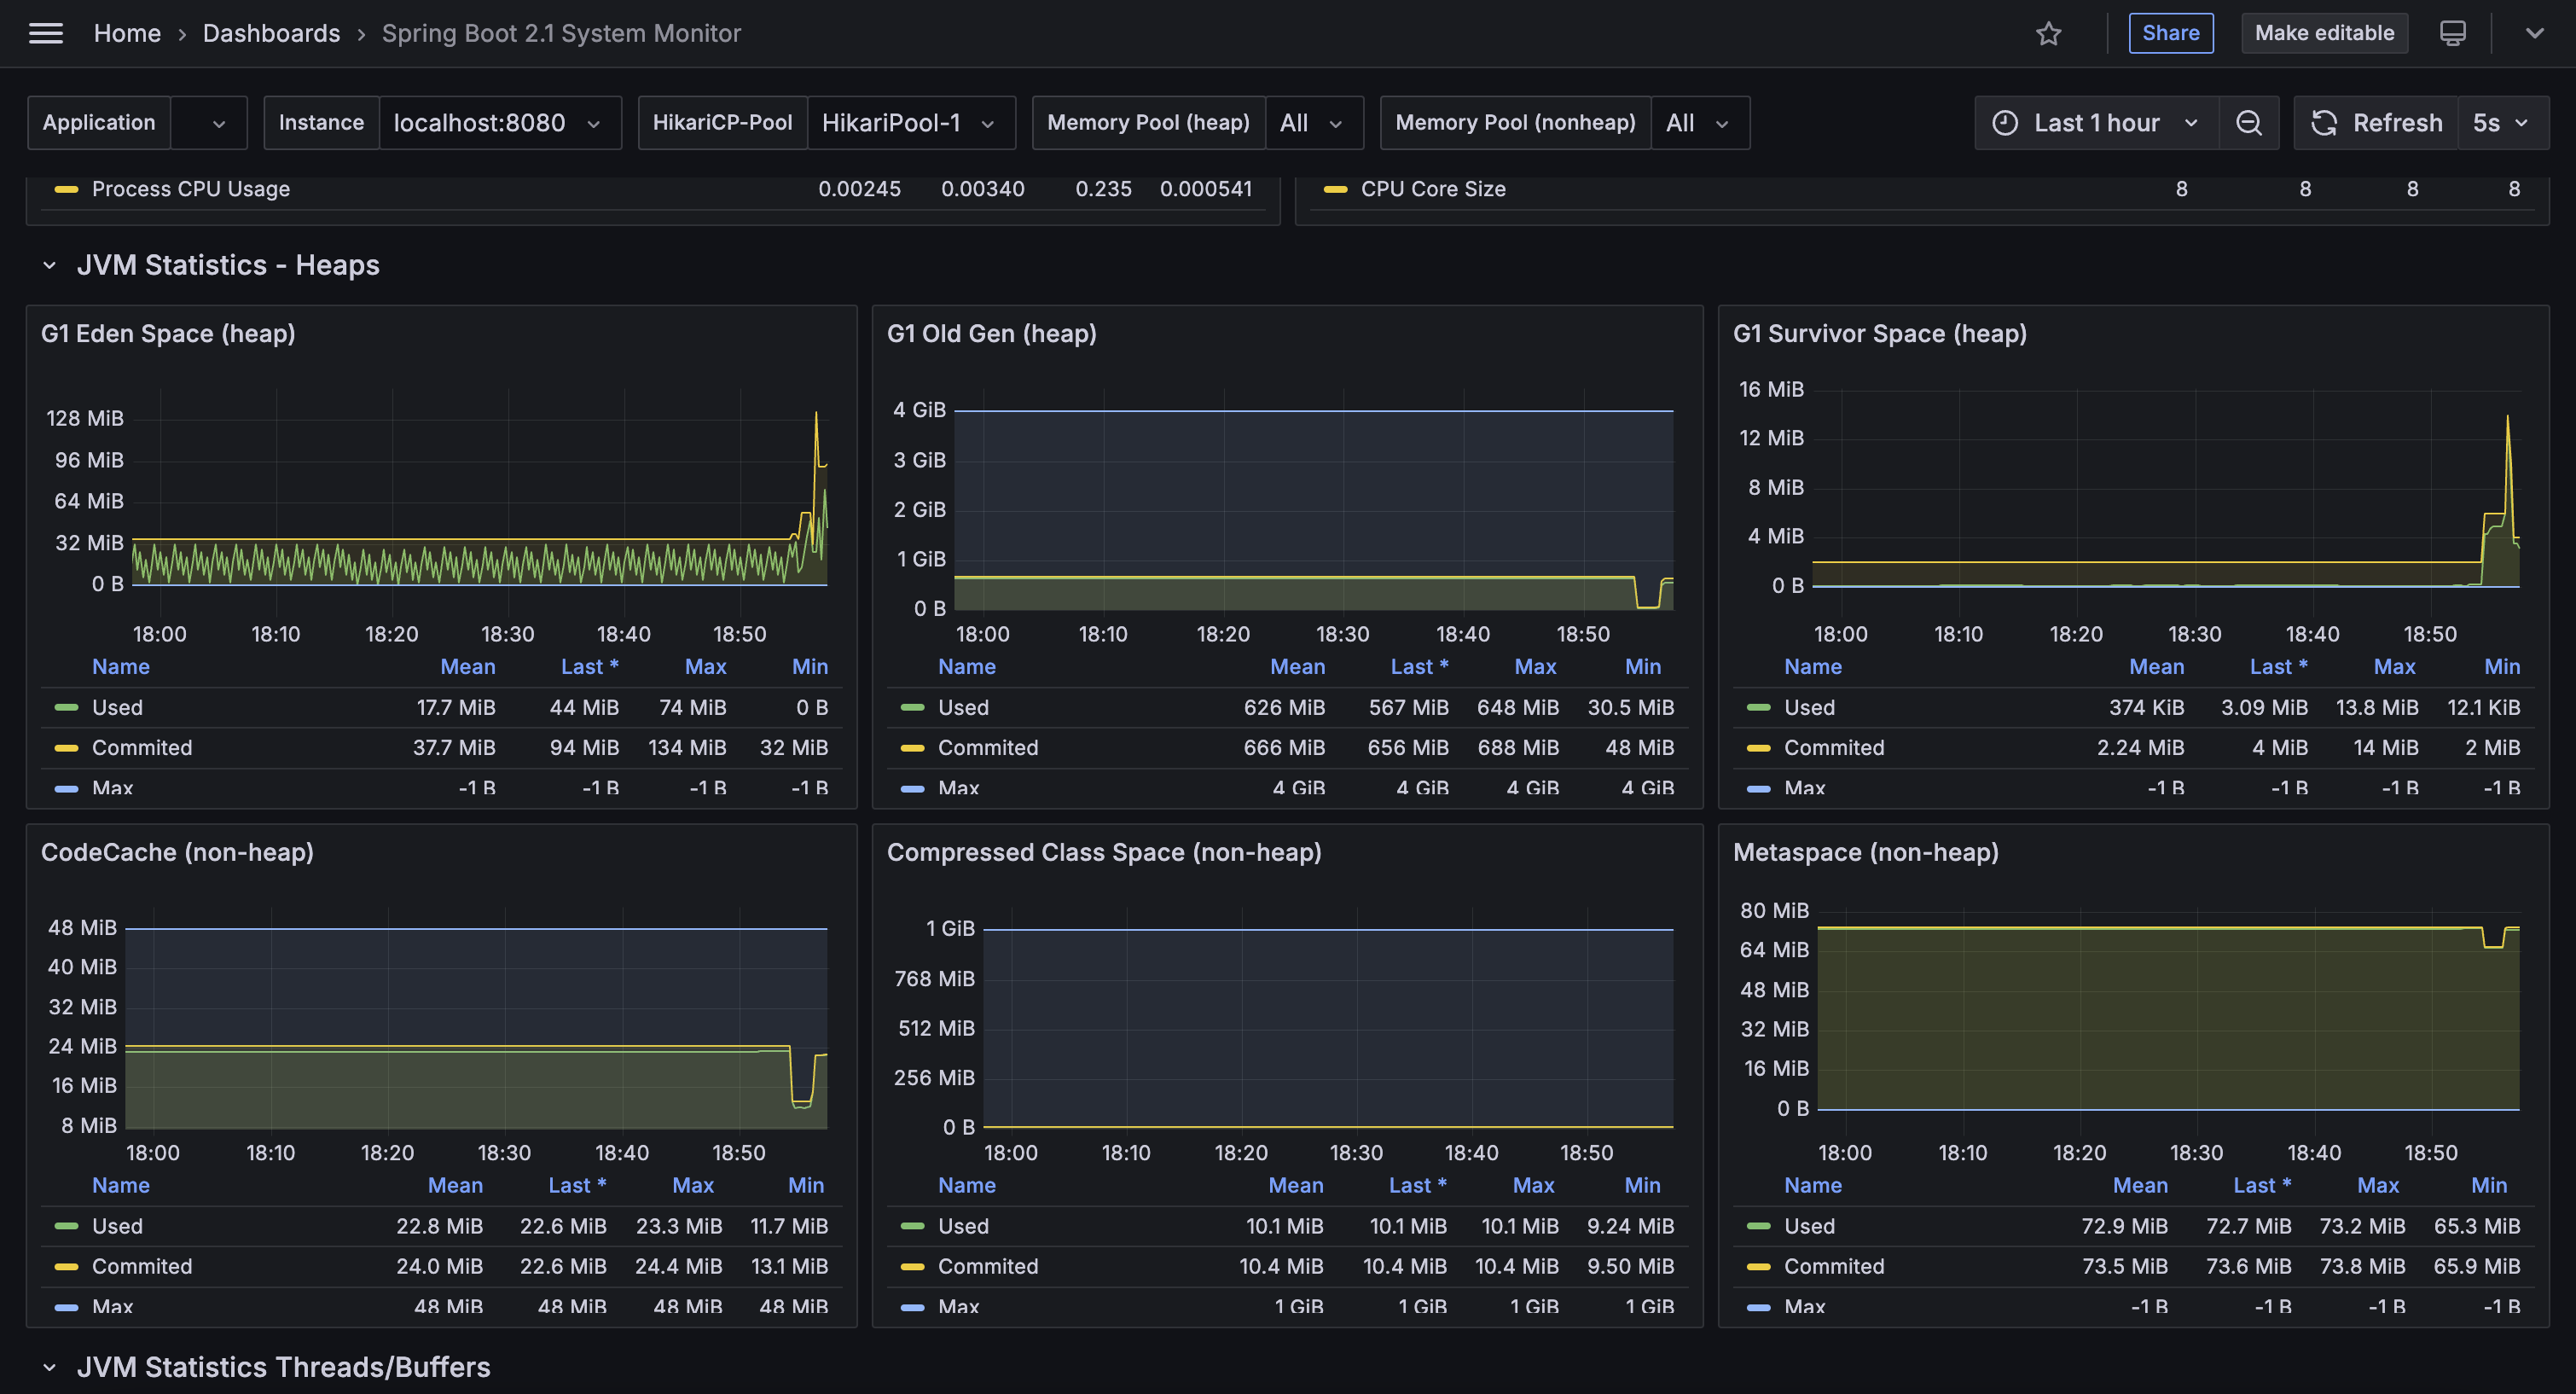 Home › Dashboards › Spring Boot 2.1 System Monitor Share Make editable
Application Instance localhost:8080 HikariCP-Pool HikariPool-1 Memory Pool (heap) All Memory Pool (nonheap) All Last 1 hour Refresh 5s
Process CPU Usage 0.00245 0.00340 0.235 0.000541
CPU Core Size 8 8 8 8
JVM Statistics - Heaps
G1 Eden Space (heap)
128 MiB
96 MiB
64 MiB
32 MiB
0 B
18:00 18:10 18:20 18:30 18:40 18:50
Name Mean Last * Max Min
Used 17.7 MiB 44 MiB 74 MiB 0 B
Commited 37.7 MiB 94 MiB 134 MiB 32 MiB
Max -1 B -1 B -1 B -1 B
G1 Old Gen (heap)
4 GiB
3 GiB
2 GiB
1 GiB
0 B
18:00 18:10 18:20 18:30 18:40 18:50
Name Mean Last * Max Min
Used 626 MiB 567 MiB 648 MiB 30.5 MiB
Commited 666 MiB 656 MiB 688 MiB 48 MiB
Max 4 GiB 4 GiB 4 GiB 4 GiB
G1 Survivor Space (heap)
16 MiB
12 MiB
8 MiB
4 MiB
0 B
18:00 18:10 18:20 18:30 18:40 18:50
Name Mean Last * Max Min
Used 374 KiB 3.09 MiB 13.8 MiB 12.1 KiB
Commited 2.24 MiB 4 MiB 14 MiB 2 MiB
Max -1 B -1 B -1 B -1 B
CodeCache (non-heap)
48 MiB
40 MiB
32 MiB
24 MiB
16 MiB
8 MiB
18:00 18:10 18:20 18:30 18:40 18:50
Name Mean Last * Max Min
Used 22.8 MiB 22.6 MiB 23.3 MiB 11.7 MiB
Commited 24.0 MiB 22.6 MiB 24.4 MiB 13.1 MiB
Max 48 MiB 48 MiB 48 MiB 48 MiB
Compressed Class Space (non-heap)
1 GiB
768 MiB
512 MiB
256 MiB
0 B
18:00 18:10 18:20 18:30 18:40 18:50
Name Mean Last * Max Min
Used 10.1 MiB 10.1 MiB 10.1 MiB 9.24 MiB
Commited 10.4 MiB 10.4 MiB 10.4 MiB 9.50 MiB
Max 1 GiB 1 GiB 1 GiB 1 GiB
Metaspace (non-heap)
80 MiB
64 MiB
48 MiB
32 MiB
16 MiB
0 B
18:00 18:10 18:20 18:30 18:40 18:50
Name Mean Last * Max Min
Used 72.9 MiB 72.7 MiB 73.2 MiB 65.3 MiB
Commited 73.5 MiB 73.6 MiB 73.8 MiB 65.9 MiB
Max -1 B -1 B -1 B -1 B
JVM Statistics Threads/Buffers